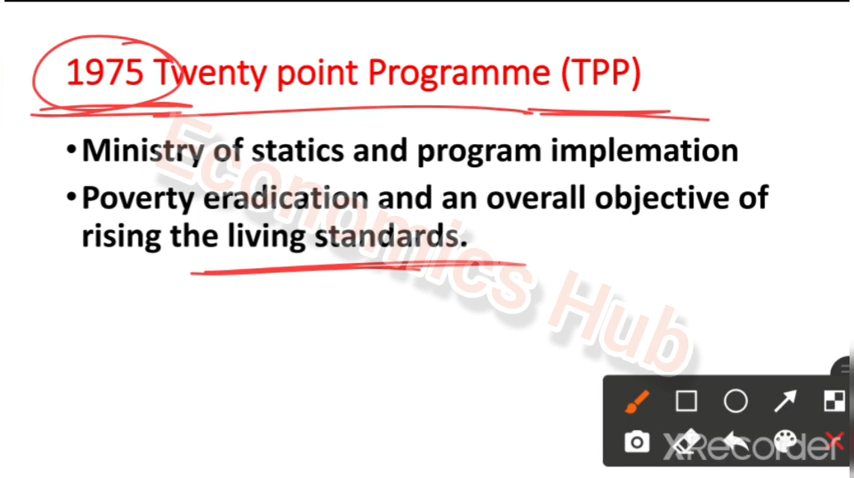 1975 Twenty point Programme (TPP)
• Ministry of statics and program implemation
• Poverty eradication and an overall objective of
rising the living standards.
Economics Hub
XRecorder